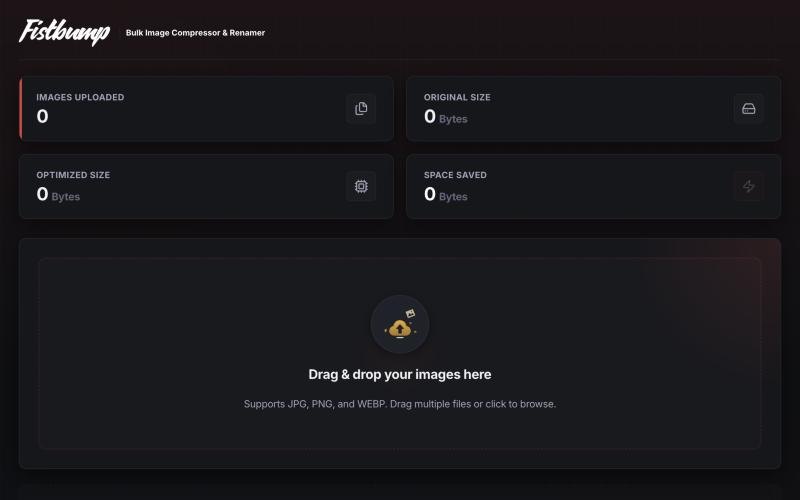 Fistbump
Bulk Image Compressor & Renamer
IMAGES UPLOADED
0
ORIGINAL SIZE
0 Bytes
OPTIMIZED SIZE
0 Bytes
SPACE SAVED
0 Bytes
Drag & drop your images here
Supports JPG, PNG, and WEBP. Drag multiple files or click to browse.